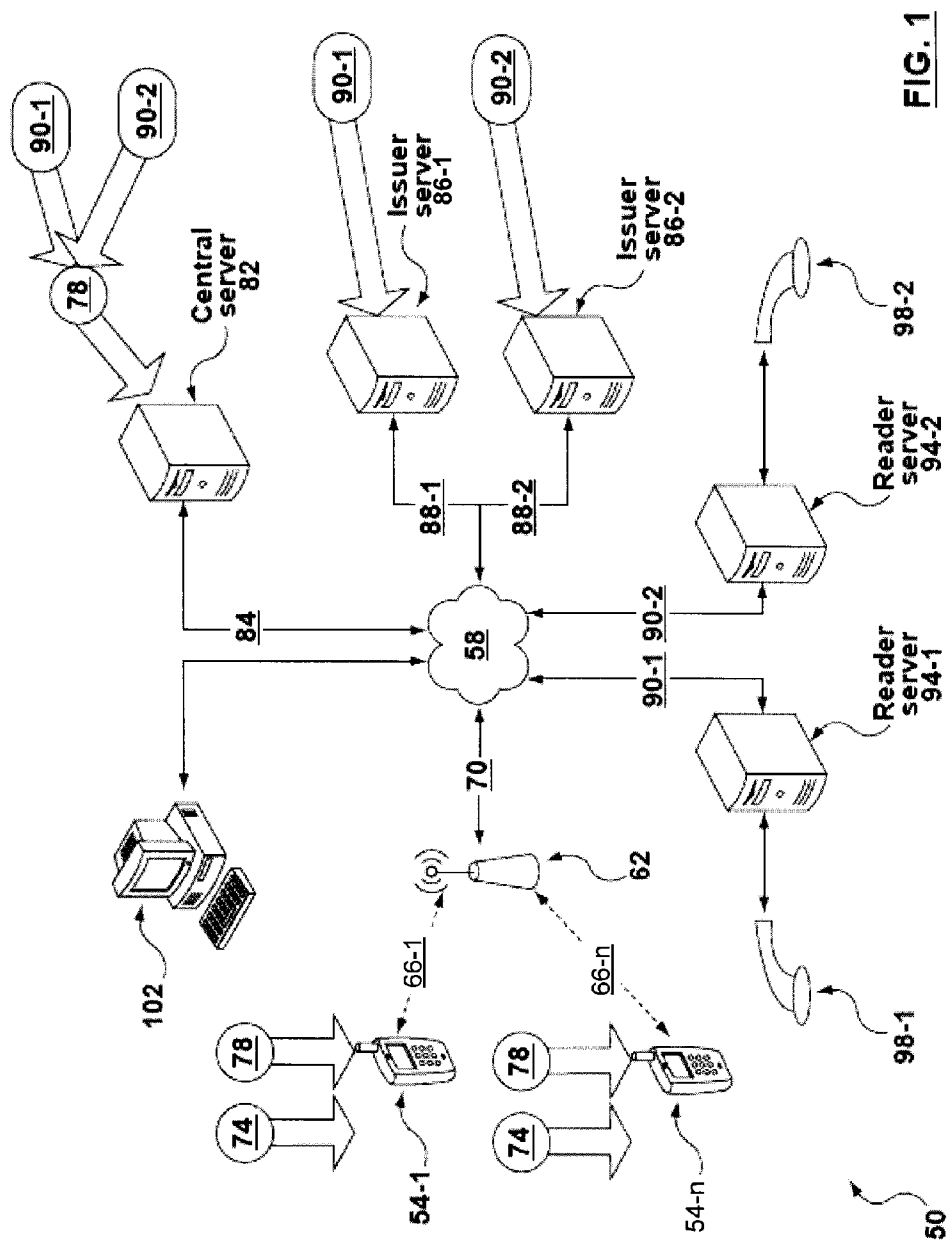 FIG. 1
90-1
90-2
78
Central
server
82
90-1
Issuer
server
86-1
90-2
Issuer
server
86-2
84
88-1
88-2
58
102
70
62
66-1
66-n
78
74
54-1
78
74
54-n
90-1
90-2
Reader
server
94-1
Reader
server
94-2
98-1
98-2
50